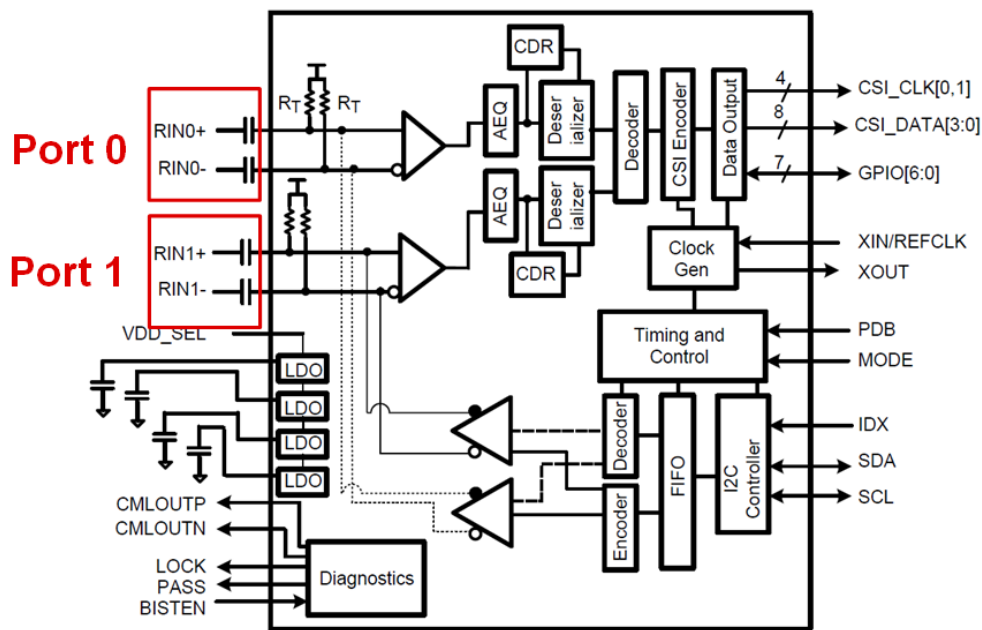 Port 0
RIN0+
RIN0-
Port 1
RIN1+
RIN1-
VDD_SEL
RT
RT
AEQ
CDR
Deser
ializer
AEQ
CDR
Deser
ializer
Decoder
CSI Encoder
Data Output
4
CSI_CLK[0,1]
8
CSI_DATA[3:0]
7
GPIO[6:0]
Clock
Gen
XIN/REFCLK
XOUT
Timing and
Control
PDB
MODE
LDO
LDO
LDO
LDO
Decoder
Encoder
FIFO
I2C
Controller
IDX
SDA
SCL
CMLOUTP
CMLOUTN
LOCK
PASS
BISTEN
Diagnostics